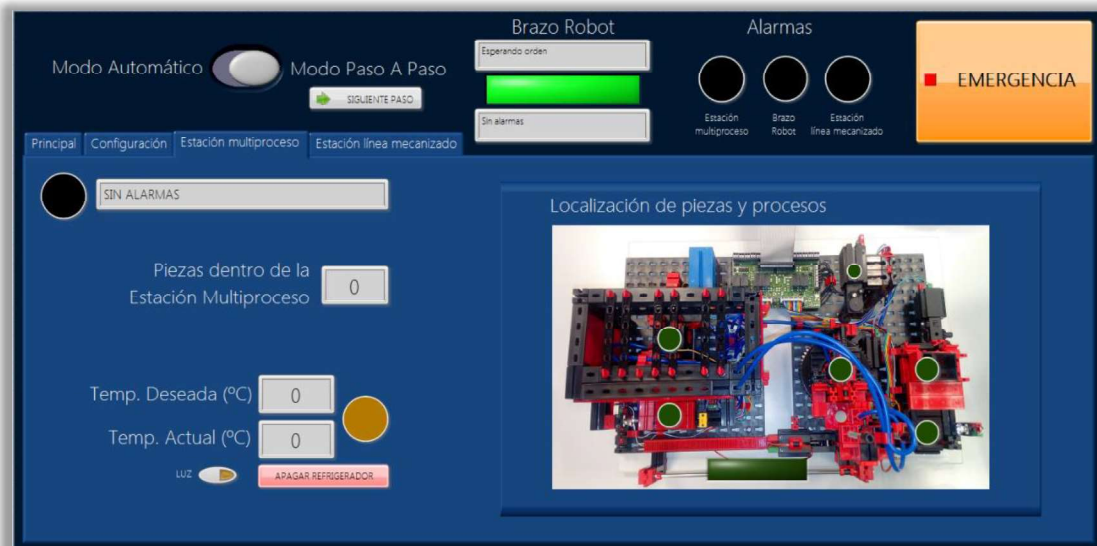 Brazo Robot
Alarmas
Modo Automático
Modo Paso A Paso
SIGUIENTE PASO
Esperando orden
Sin alarmas
Estación
multiproceso
Brazo
Robot
Estación
línea mecanizado
EMERGENCIA
Principal
Configuración
Estación multiproceso
Estación línea mecanizado
SIN ALARMAS
Piezas dentro de la
Estación Multiproceso
0
Temp. Deseada (ºC)
0
Temp. Actual (ºC)
0
LUZ
APAGAR REFRIGERADOR
Localización de piezas y procesos